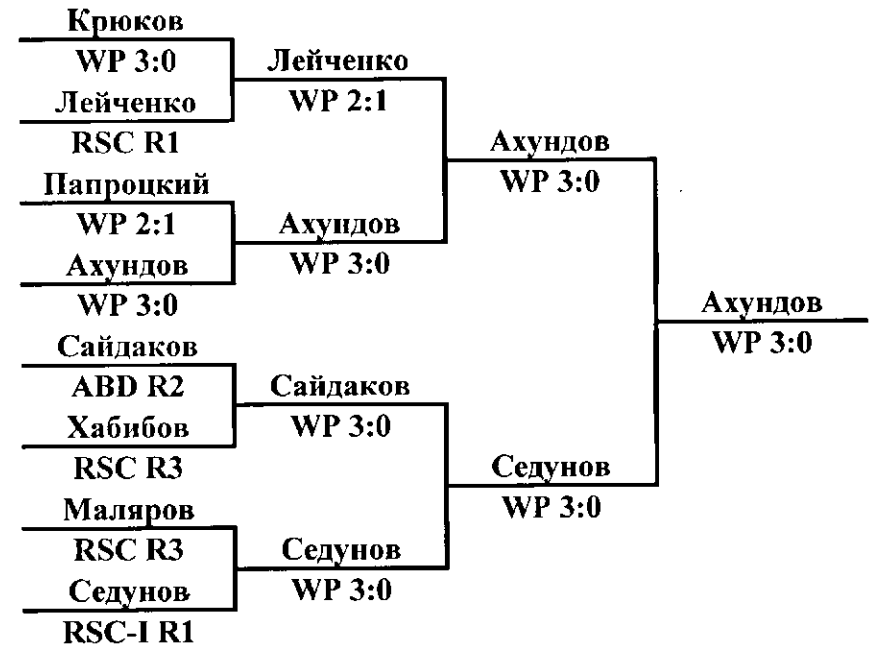 Крюков
WP 3:0
Лейченко
RSC R1
Папроцкий
WP 2:1
Ахундов
WP 3:0
Сайдаков
ABD R2
Хабибов
RSC R3
Маляров
RSC R3
Седунов
RSC-I R1
Лейченко
WP 2:1
Ахундов
WP 3:0
Сайдаков
WP 3:0
Седунов
WP 3:0
Ахундов
WP 3:0
Седунов
WP 3:0
Ахундов
WP 3:0